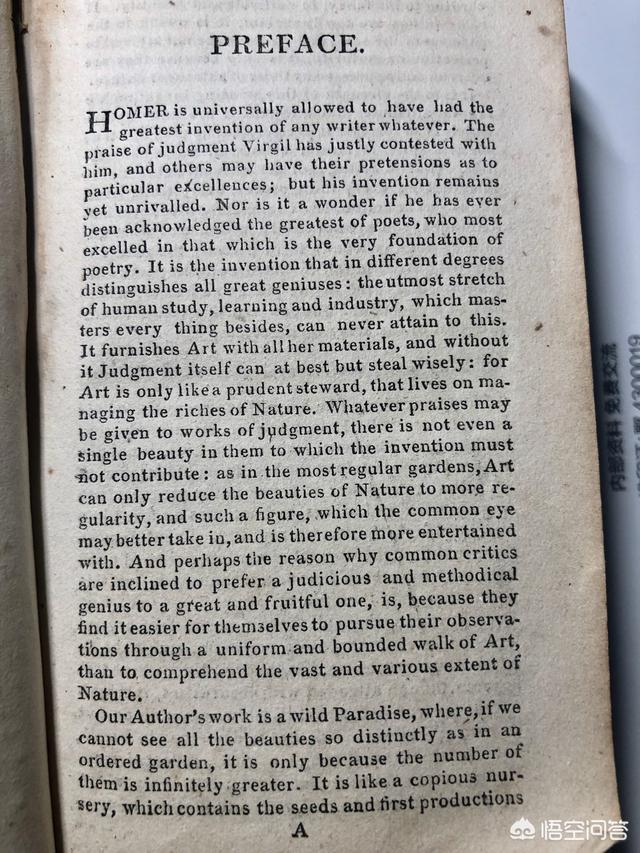 PREFACE.
HOMER is universally allowed to have had the
greatest invention of any writer whatever. The
praise of judgment Virgil has justly contested with
him, and others may have their pretensions as to
particular excellences; but his invention remains
yet unrivalled. Nor is it a wonder if he has ever
been acknowledged the greatest of poets, who most
excelled in that which is the very foundation of
poetry. It is the invention that in different degrees
distinguishes all great geniuses: the utmost stretch
of human study, learning and industry, which mas-
ters every thing besides, can never attain to this.
It furnishes Art with all her materials, and without
it Judgment itself can at best but steal wisely: for
Art is only like a prudent steward, that lives on ma-
naging the riches of Nature. Whatever praises may
be given to works of judgment, there is not even a
single beauty in them to which the invention must
not contribute: as in the most regular gardens, Art
can only reduce the beauties of Nature to more re-
gularity, and such a figure, which the common eye
may better take in, and is therefore more entertained
with. And perhaps the reason why common critics
are inclined to prefer a judicious and methodical
genius to a great and fruitful one, is, because they
find it easier for themselves to pursue their observa-
tions through a uniform and bounded walk of Art,
than to comprehend the vast and various extent of
Nature.
Our Author's work is a wild Paradise, where, if we
cannot see all the beauties so distinctly as in an
ordered garden, it is only because the number of
them is infinitely greater. It is like a copious nur-
sery, which contains the seeds and first productions
A
内部资料 免费交流
悟空问答